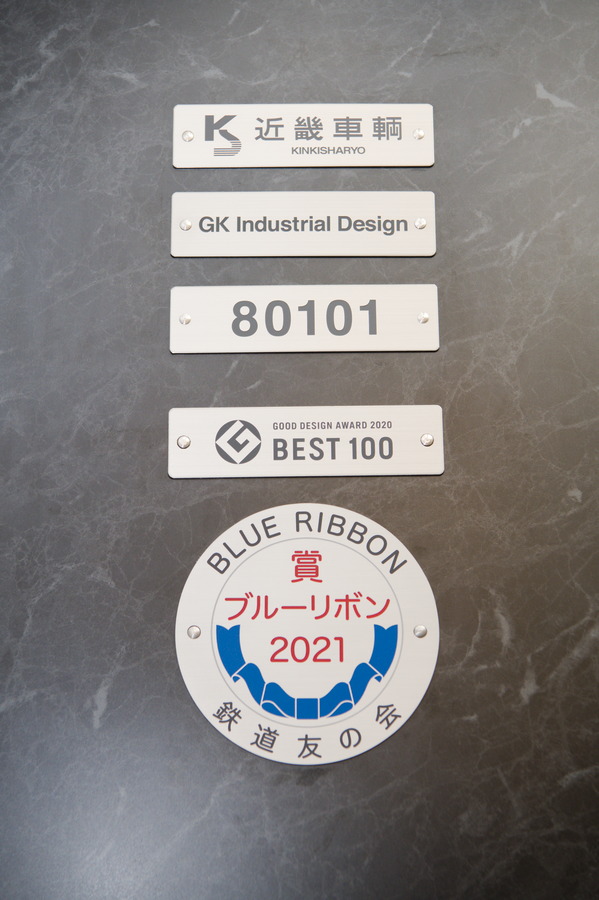 近畿車輌
KINKISHARYO
GK Industrial Design
80101
GOOD DESIGN AWARD 2020
BEST 100
BLUE RIBBON
賞
ブルーリボン
2021
鉄道友の会